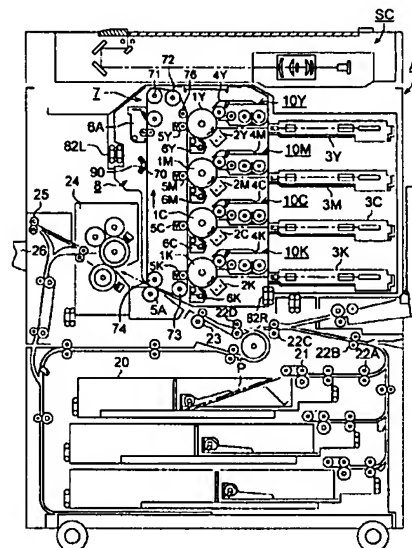 SC
A
71 72 76 4Y
7 1Y 10Y
6A 5Y 2Y 4M 3Y
82L 6Y
1M 10M
90 70
8 5M 2M 4C 3M
6M
25 24 1C 10C 3C
5C 2C 4K
26 6C
1K 10K
5K 2K 3K
6K
74 5A 73 22D 82R
23 22C 22B 22A
20 P 21